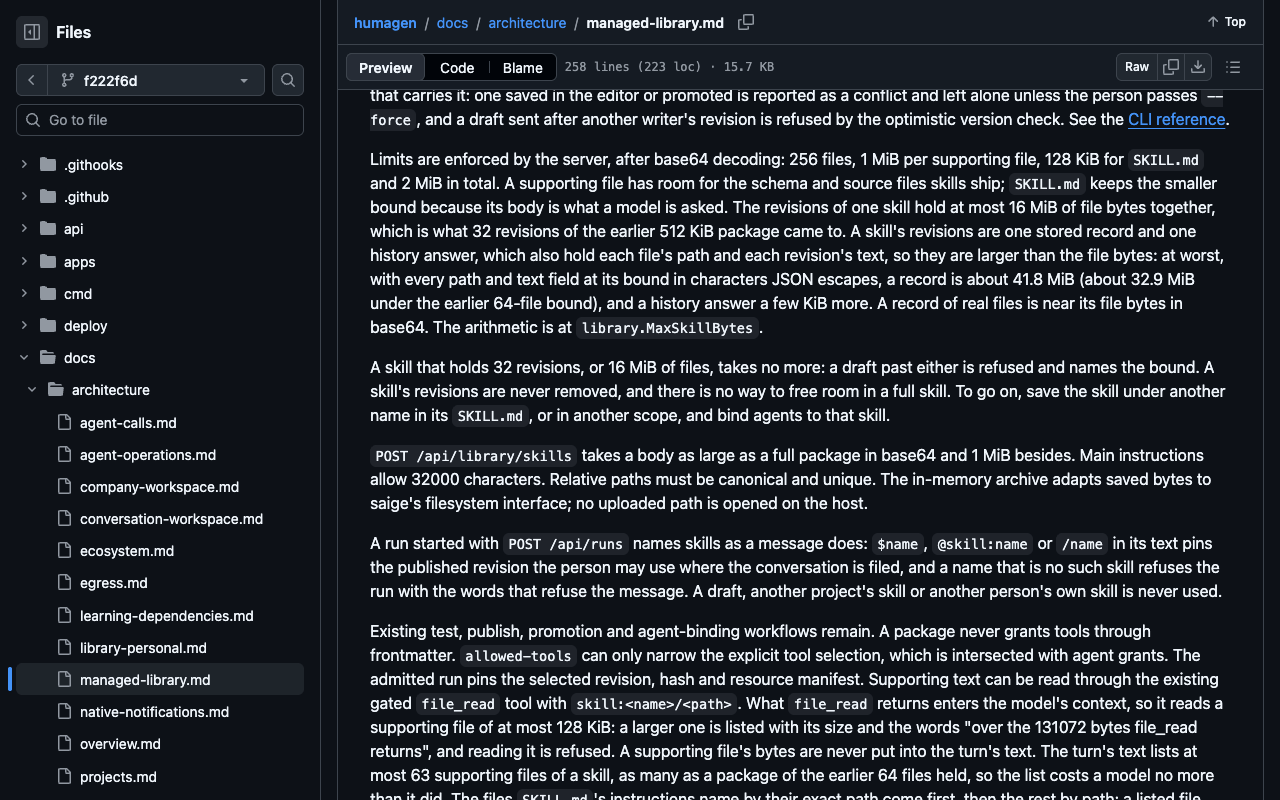 Files
f222f6d
Go to file
.githooks
.github
api
apps
cmd
deploy
docs
architecture
agent-calls.md
agent-operations.md
company-workspace.md
conversation-workspace.md
ecosystem.md
egress.md
learning-dependencies.md
library-personal.md
managed-library.md
native-notifications.md
overview.md
projects.md
humagen / docs / architecture / managed-library.md
Top
Preview Code Blame 258 lines (223 loc) · 15.7 KB Raw
that carries it: one saved in the editor or promoted is reported as a conflict and left alone unless the person passes --
force, and a draft sent after another writer's revision is refused by the optimistic version check. See the CLI reference.
Limits are enforced by the server, after base64 decoding: 256 files, 1 MiB per supporting file, 128 KiB for SKILL.md
and 2 MiB in total. A supporting file has room for the schema and source files skills ship; SKILL.md keeps the smaller
bound because its body is what a model is asked. The revisions of one skill hold at most 16 MiB of file bytes together,
which is what 32 revisions of the earlier 512 KiB package came to. A skill's revisions are one stored record and one
history answer, which also hold each file's path and each revision's text, so they are larger than the file bytes: at worst,
with every path and text field at its bound in characters JSON escapes, a record is about 41.8 MiB (about 32.9 MiB
under the earlier 64-file bound), and a history answer a few KiB more. A record of real files is near its file bytes in
base64. The arithmetic is at library.MaxSkillBytes.
A skill that holds 32 revisions, or 16 MiB of files, takes no more: a draft past either is refused and names the bound. A
skill's revisions are never removed, and there is no way to free room in a full skill. To go on, save the skill under another
name in its SKILL.md, or in another scope, and bind agents to that skill.
POST /api/library/skills takes a body as large as a full package in base64 and 1 MiB besides. Main instructions
allow 32000 characters. Relative paths must be canonical and unique. The in-memory archive adapts saved bytes to
saige's filesystem interface; no uploaded path is opened on the host.
A run started with POST /api/runs names skills as a message does: $name, @skill:name or /name in its text pins
the published revision the person may use where the conversation is filed, and a name that is no such skill refuses the
run with the words that refuse the message. A draft, another project's skill or another person's own skill is never used.
Existing test, publish, promotion and agent-binding workflows remain. A package never grants tools through
frontmatter. allowed-tools can only narrow the explicit tool selection, which is intersected with agent grants. The
admitted run pins the selected revision, hash and resource manifest. Supporting text can be read through the existing
gated file_read tool with skill:<name>/<path>. What file_read returns enters the model's context, so it reads a
supporting file of at most 128 KiB: a larger one is listed with its size and the words "over the 131072 bytes file_read
returns", and reading it is refused. A supporting file's bytes are never put into the turn's text. The turn's text lists at
most 63 supporting files of a skill, as many as a package of the earlier 64 files held, so the list costs a model no more
than it did. The files SKILL.md's instructions name by their exact path come first, then the rest by path; a listed file